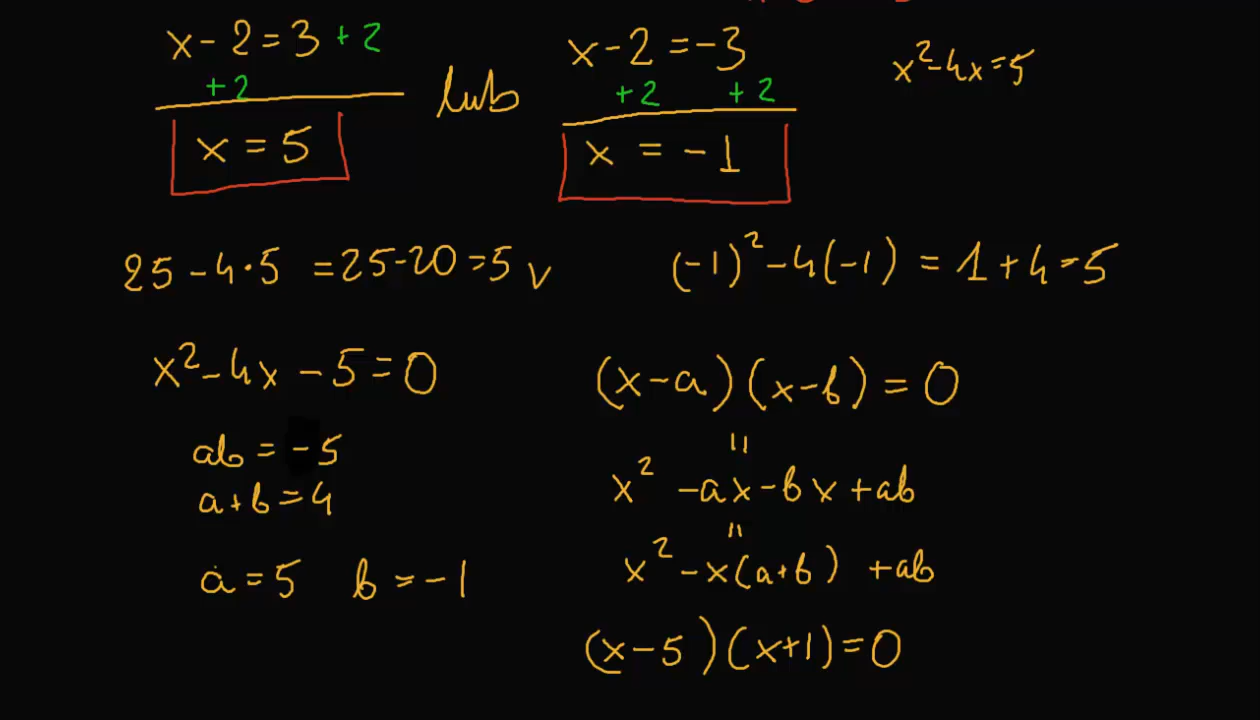 x-2=3+2
+2
x=5
lub
x-2=-3
+2 +2
x=-1
x²-4x=5
25-4·5=25-20=5 v
(-1)²-4(-1)=1+4=5
x²-4x-5=0
ab=-5
a+b=4
a=5 b=-1
(x-a)(x-b)=0
"
x²-ax-bx+ab
"
x²-x(a+b)+ab
(x-5)(x+1)=0